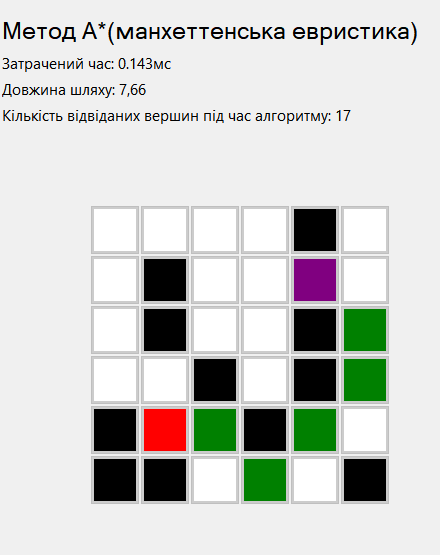 Метод А*(манхеттенська евристика)
Затрачений час: 0.143мс
Довжина шляху: 7,66
Кількість відвіданих вершин під час алгоритму: 17